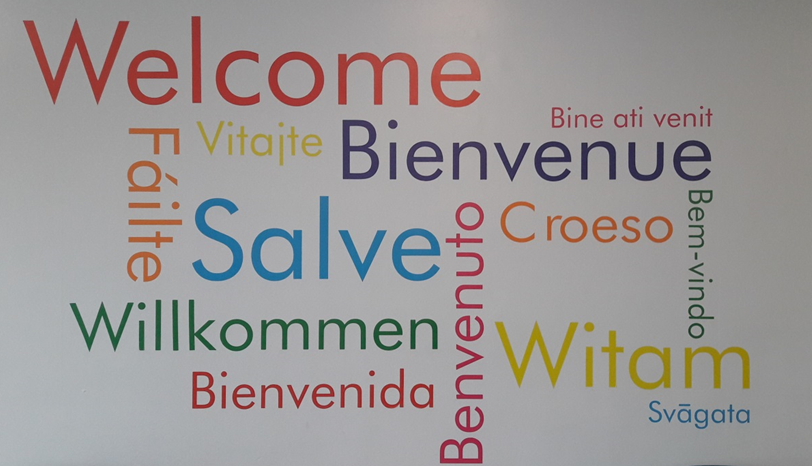 Welcome
Bine ati venit
Fáilte
Vitajte
Bienvenue
Salve
Benvenuto
Croeso
Bem-vindo
Willkommen
Witam
Bienvenida
Svāgata